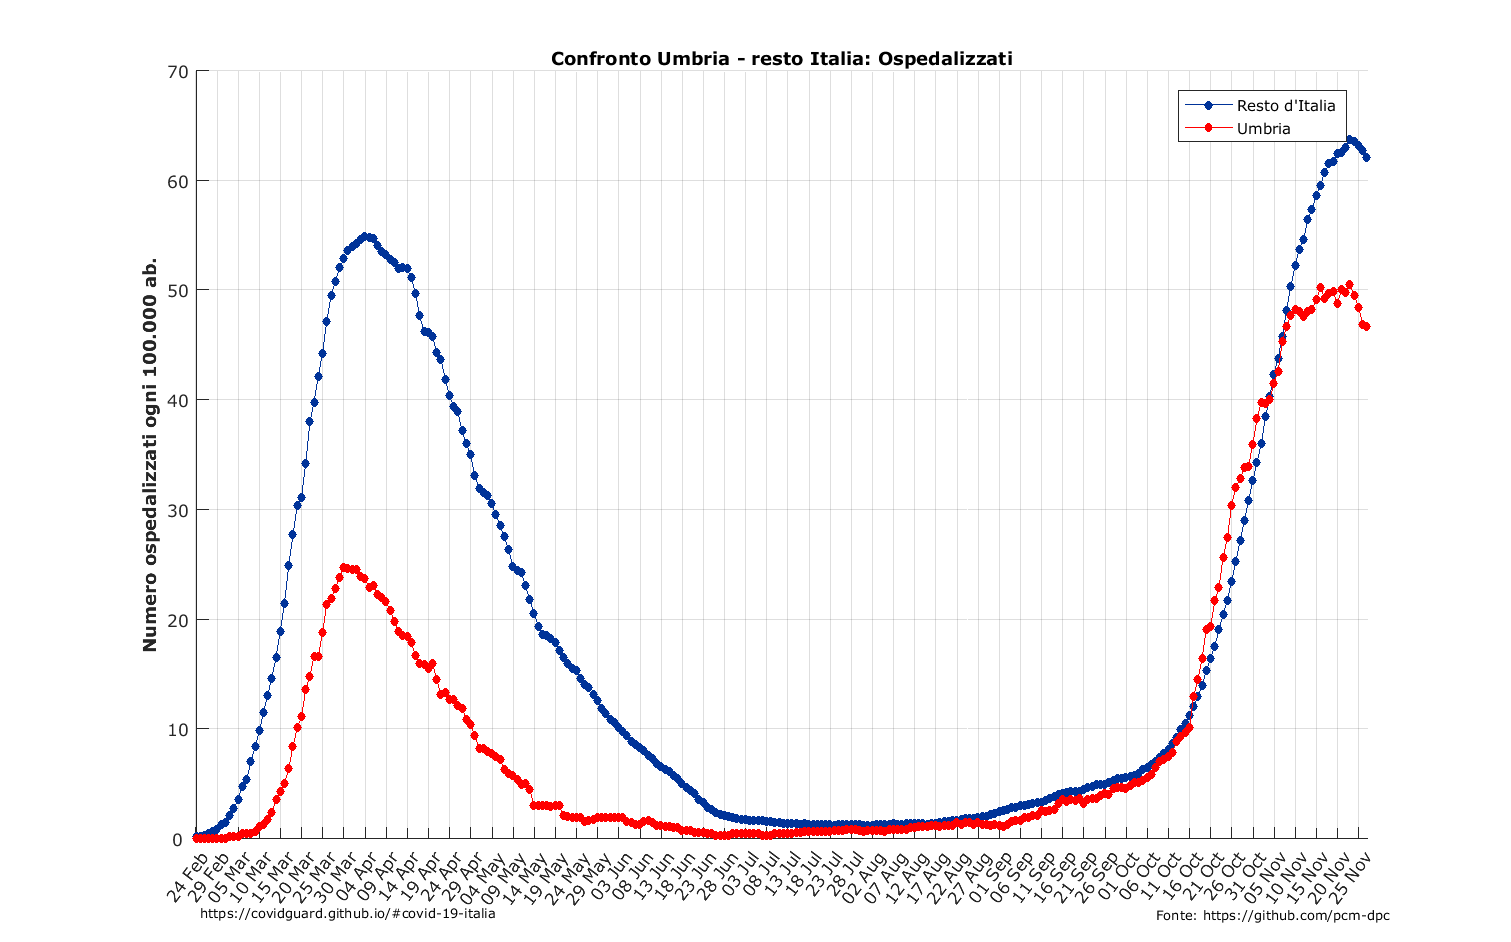 Confronto Umbria - resto Italia: Ospedalizzati
Numero ospedalizzati ogni 100.000 ab.
70
60
50
40
30
20
10
0
Resto d'Italia
Umbria
24 Feb
29 Feb
05 Mar
10 Mar
15 Mar
20 Mar
25 Mar
30 Mar
04 Apr
09 Apr
14 Apr
19 Apr
24 Apr
29 Apr
04 May
09 May
14 May
19 May
24 May
29 May
03 Jun
08 Jun
13 Jun
18 Jun
23 Jun
28 Jun
03 Jul
08 Jul
13 Jul
18 Jul
23 Jul
28 Jul
02 Aug
07 Aug
12 Aug
17 Aug
22 Aug
27 Aug
01 Sep
06 Sep
11 Sep
16 Sep
21 Sep
26 Sep
01 Oct
06 Oct
11 Oct
16 Oct
21 Oct
26 Oct
31 Oct
05 Nov
10 Nov
15 Nov
20 Nov
25 Nov
https://covidguard.github.io/#covid-19-italia
Fonte: https://github.com/pcm-dpc